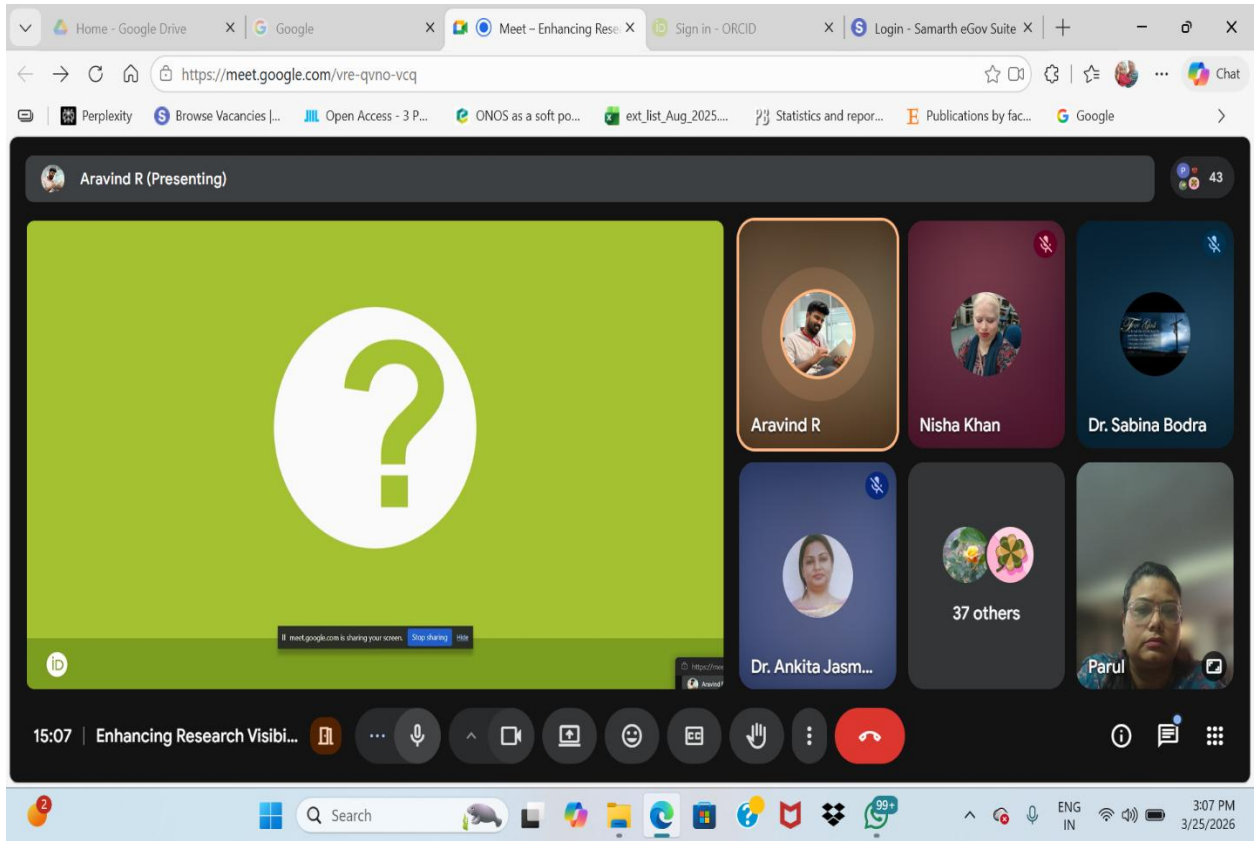 Home - Google Drive
Google
Meet – Enhancing Rese
Sign in - ORCID
Login - Samarth eGov Suite
https://meet.google.com/vre-qvno-vcq
Chat
Perplexity
Browse Vacancies |...
Open Access - 3 P...
ONOS as a soft po...
ext_list_Aug_2025....
Statistics and repor...
Publications by fac...
Google
Aravind R (Presenting)
P
43
?
meet.google.com is sharing your screen. Stop sharing Hide
iD
Aravind R
Nisha Khan
Dr. Sabina Bodra
Dr. Ankita Jasm...
37 others
Parul
15:07 | Enhancing Research Visibi...
CC
2
Search
99+
ENG
IN
3:07 PM
3/25/2026